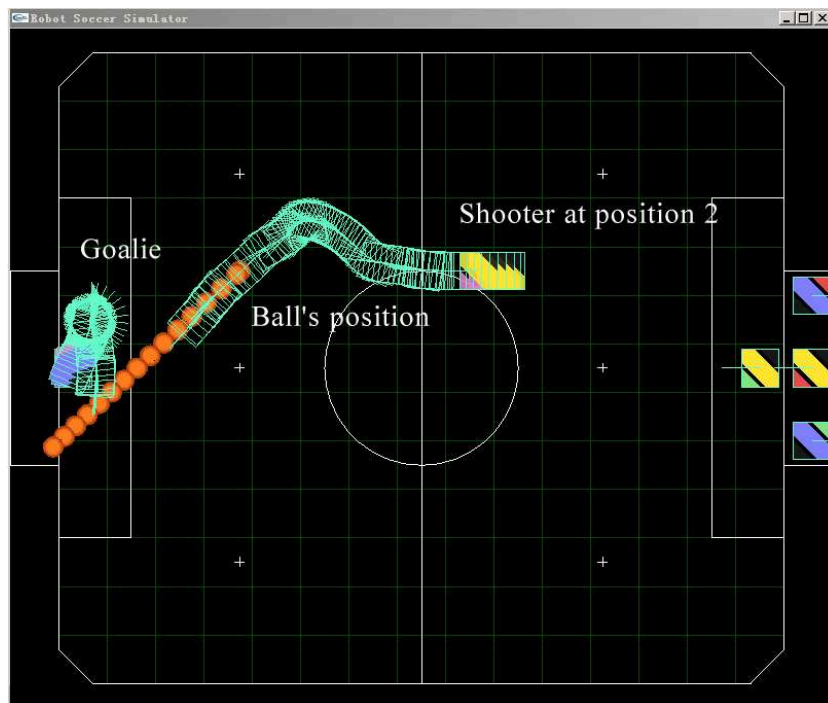 Robot Soccer Simulator
Shooter at position 2
Goalie
Ball's position